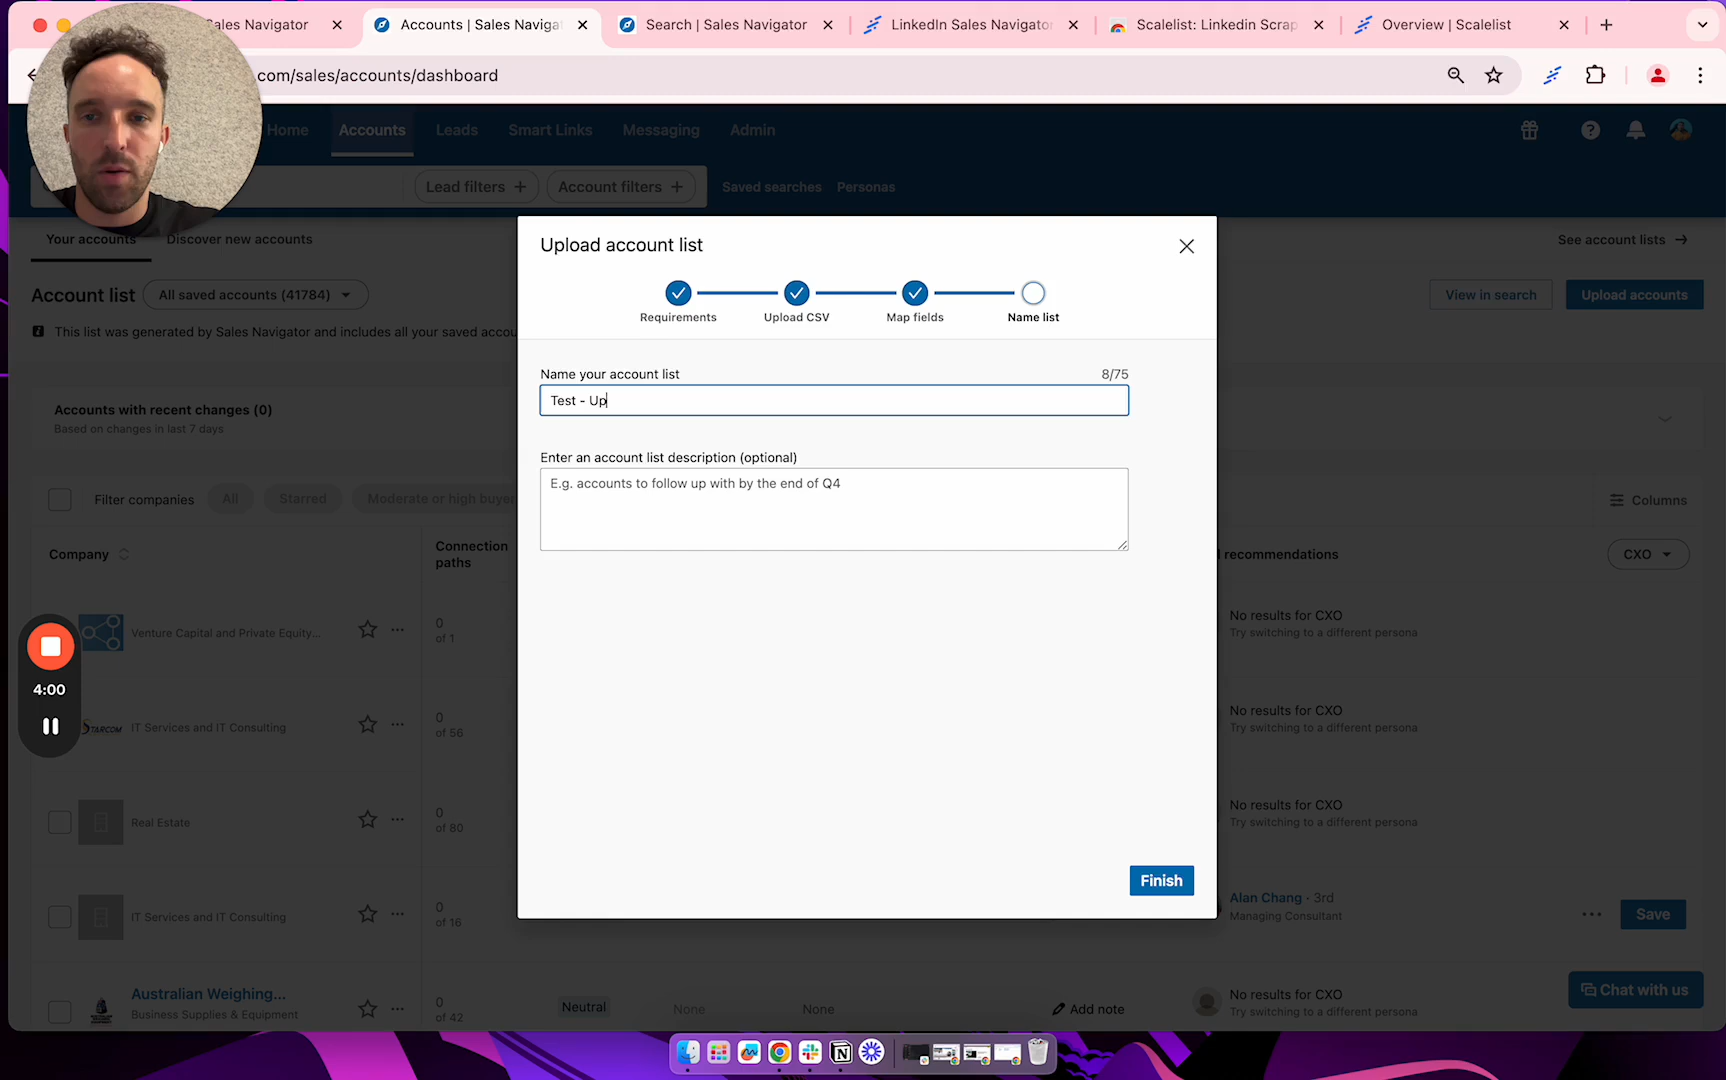 Sales Navigator
Accounts | Sales Naviga
Search | Sales Navigator
LinkedIn Sales Navigator
Scalelist: Linkedin Scrap
Overview | Scalelist
com/sales/accounts/dashboard
Home
Accounts
Leads
Smart Links
Messaging
Admin
Lead filters +
Account filters +
Saved searches
Personas
Your accounts
Discover new accounts
See account lists →
Account list
All saved accounts (41784)
View in search
Upload accounts
This list was generated by Sales Navigator and includes all your saved accou
Upload account list
Requirements
Upload CSV
Map fields
Name list
Name your account list
8/75
Test - Up
Enter an account list description (optional)
E.g. accounts to follow up with by the end of Q4
Finish
Accounts with recent changes (0)
Based on changes in last 7 days
Filter companies
All
Starred
Moderate or high buyer
Columns
Company
Connection
paths
recommendations
CXO
Venture Capital and Private Equity...
0
of 1
No results for CXO
Try switching to a different persona
4:00
STARCOM
IT Services and IT Consulting
0
of 56
No results for CXO
Try switching to a different persona
Real Estate
0
of 80
No results for CXO
Try switching to a different persona
IT Services and IT Consulting
0
of 16
Alan Chang · 3rd
Managing Consultant
Save
Australian Weighing...
Business Supplies & Equipment
0
of 42
Neutral
None
None
Add note
No results for CXO
Try switching to a different persona
Chat with us